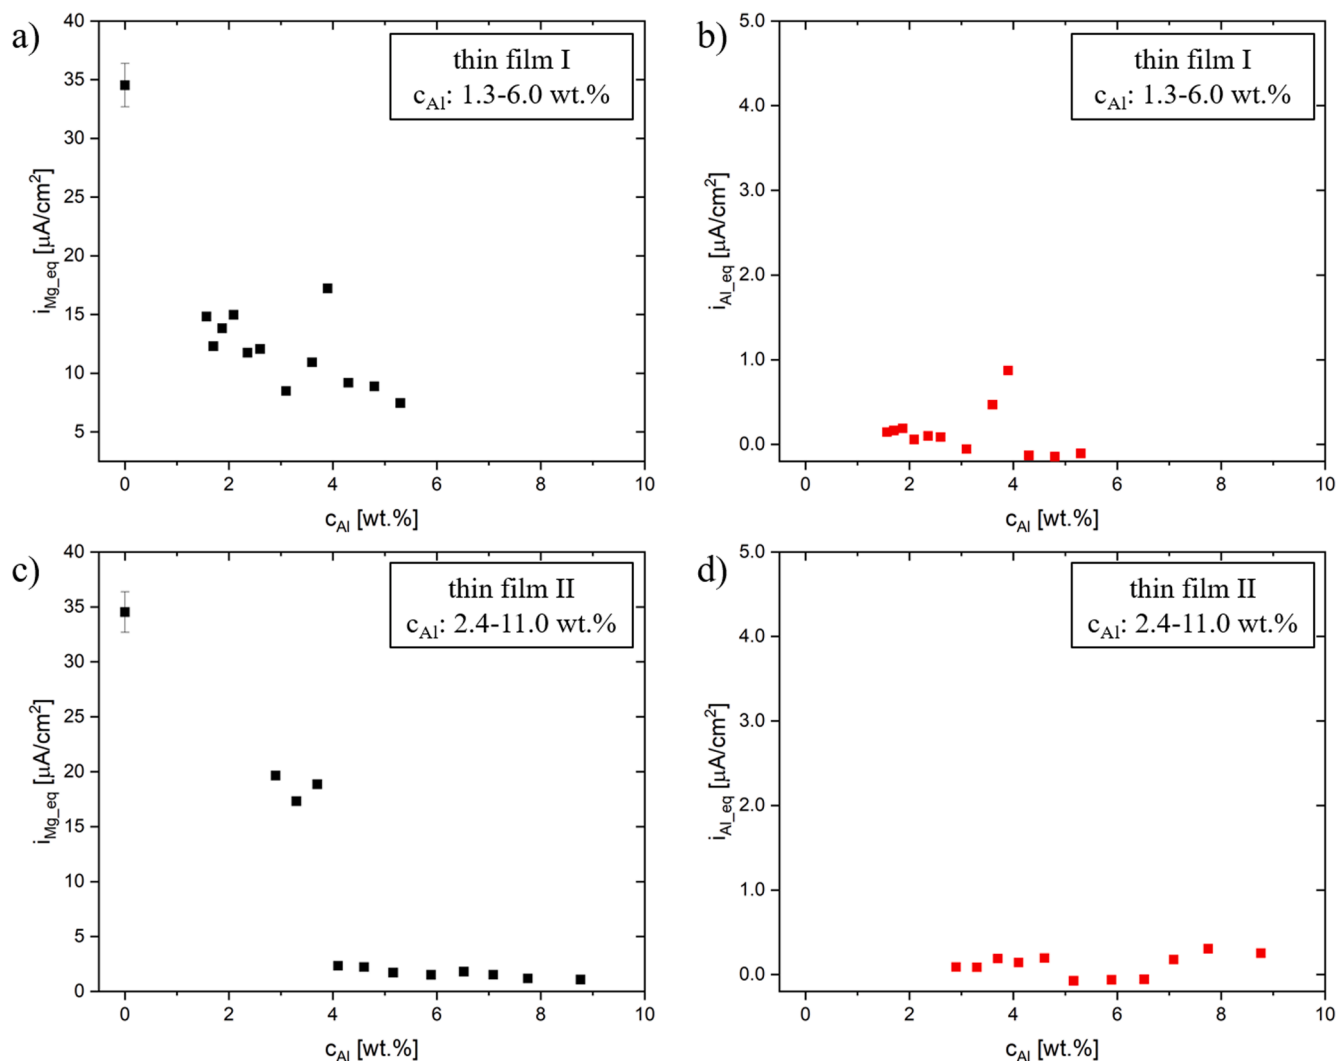 a)
thin film I
c_Al: 1.3-6.0 wt.%
i_Mg_eq [μA/cm²]
40
35
30
25
20
15
10
5
0 2 4 6 8 10
c_Al [wt.%]
b)
thin film I
c_Al: 1.3-6.0 wt.%
i_Al_eq [μA/cm²]
5.0
4.0
3.0
2.0
1.0
0.0
0 2 4 6 8 10
c_Al [wt.%]
c)
thin film II
c_Al: 2.4-11.0 wt.%
i_Mg_eq [μA/cm²]
40
35
30
25
20
15
10
5
0
0 2 4 6 8 10
c_Al [wt.%]
d)
thin film II
c_Al: 2.4-11.0 wt.%
i_Al_eq [μA/cm²]
5.0
4.0
3.0
2.0
1.0
0.0
0 2 4 6 8 10
c_Al [wt.%]